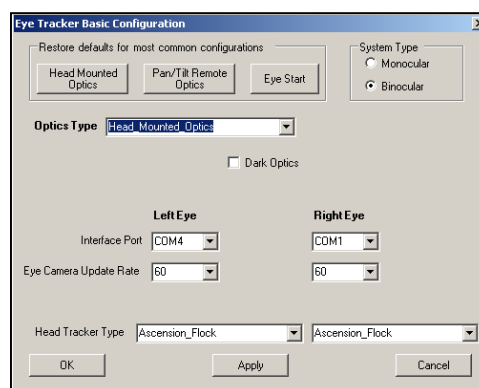 Eye Tracker Basic Configuration
Restore defaults for most common configurations
Head Mounted Optics
Pan/Tilt Remote Optics
Eye Start
System Type
Monocular
Binocular
Optics Type Head_Mounted_Optics
Dark Optics
Left Eye Right Eye
Interface Port COM4 COM1
Eye Camera Update Rate 60 60
Head Tracker Type Ascension_Flock Ascension_Flock
OK Apply Cancel